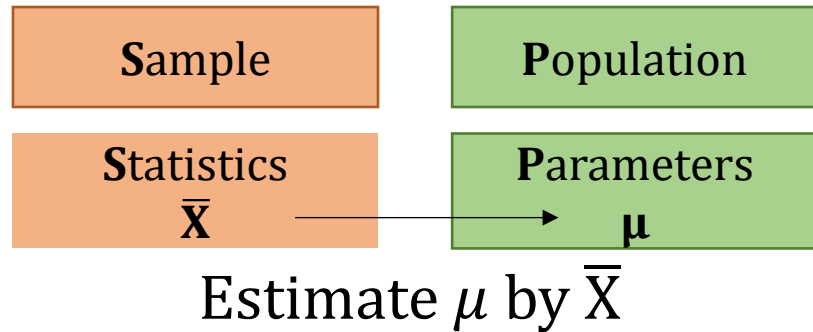 Sample
Population
Statistics
X̅
Parameters
μ
Estimate μ by X̅